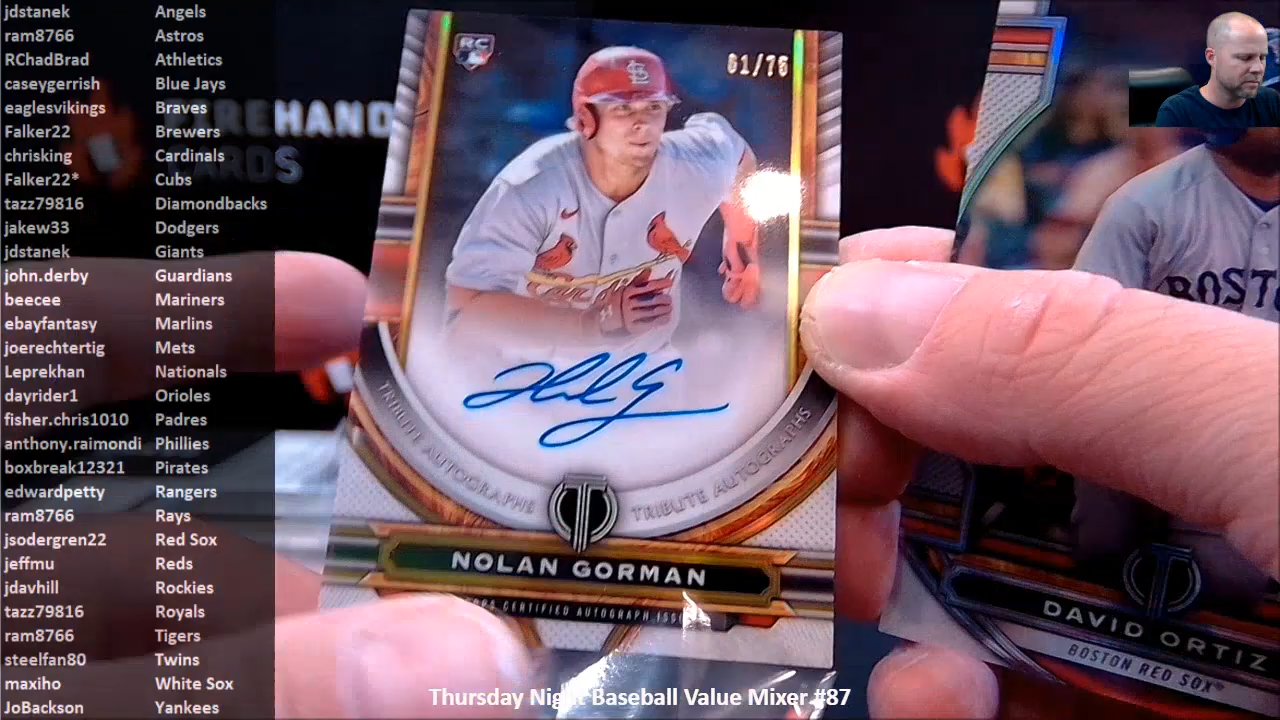 jdstanek Angels
ram8766 Astros
RChadBrad Athletics
caseygerrish Blue Jays
eaglesvikings Braves
Falker22 Brewers
chrisking Cardinals
Falker22* Cubs
tazz79816 Diamondbacks
jakew33 Dodgers
jdstanek Giants
john.derby Guardians
beecee Mariners
ebayfantasy Marlins
joerechtertig Mets
Leprekhan Nationals
dayrider1 Orioles
fisher.chris1010 Padres
anthony.raimondi Phillies
boxbreak12321 Pirates
edwardpetty Rangers
ram8766 Rays
jsodergren22 Red Sox
jeffmu Reds
jdavhill Rockies
tazz79816 Royals
ram8766 Tigers
steelfan80 Twins
maxiho White Sox
JoBackson Yankees
REHAND
CARDS
RC
61/75
TRIBUTE AUTOGRAPHS
TRIBUTE AUTOGRAPHS
NOLAN GORMAN
CERTIFIED AUTOGRAPH
BOST
DAVID ORTIZ
BOSTON RED SOX
Thursday Night Baseball Value Mixer #87